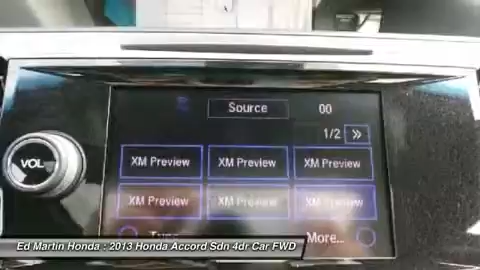 Source 00
1/2 »
XM Preview XM Preview XM Preview
XM Preview XM Preview XM Preview
VOL
More...
Ed Martin Honda : 2013 Honda Accord Sdn 4dr Car FWD